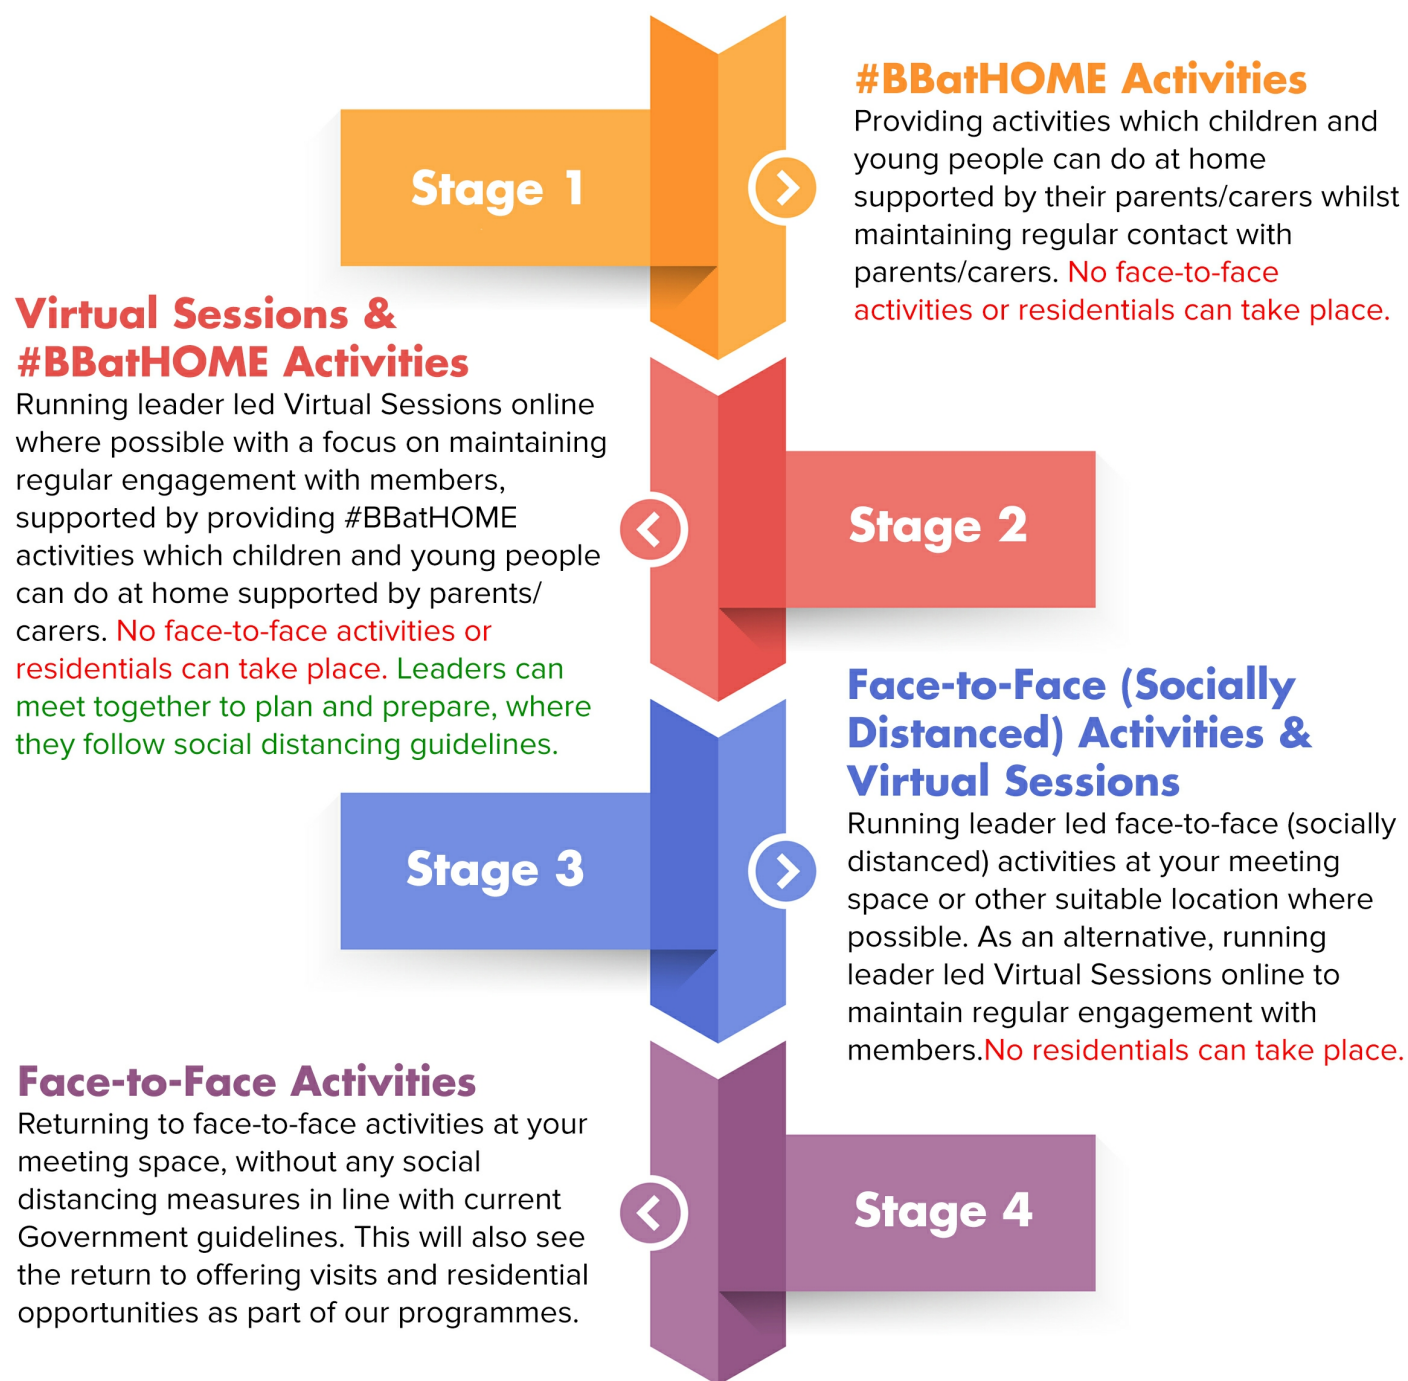 Stage 1
#BBatHOME Activities
Providing activities which children and
young people can do at home
supported by their parents/carers whilst
maintaining regular contact with
parents/carers. No face-to-face
activities or residentials can take place.
Virtual Sessions &
#BBatHOME Activities
Running leader led Virtual Sessions online
where possible with a focus on maintaining
regular engagement with members,
supported by providing #BBatHOME
activities which children and young people
can do at home supported by parents/
carers. No face-to-face activities or
residentials can take place. Leaders can
meet together to plan and prepare, where
they follow social distancing guidelines.
Stage 2
Stage 3
Face-to-Face (Socially
Distanced) Activities &
Virtual Sessions
Running leader led face-to-face (socially
distanced) activities at your meeting
space or other suitable location where
possible. As an alternative, running
leader led Virtual Sessions online to
maintain regular engagement with
members.No residentials can take place.
Face-to-Face Activities
Returning to face-to-face activities at your
meeting space, without any social
distancing measures in line with current
Government guidelines. This will also see
the return to offering visits and residential
opportunities as part of our programmes.
Stage 4